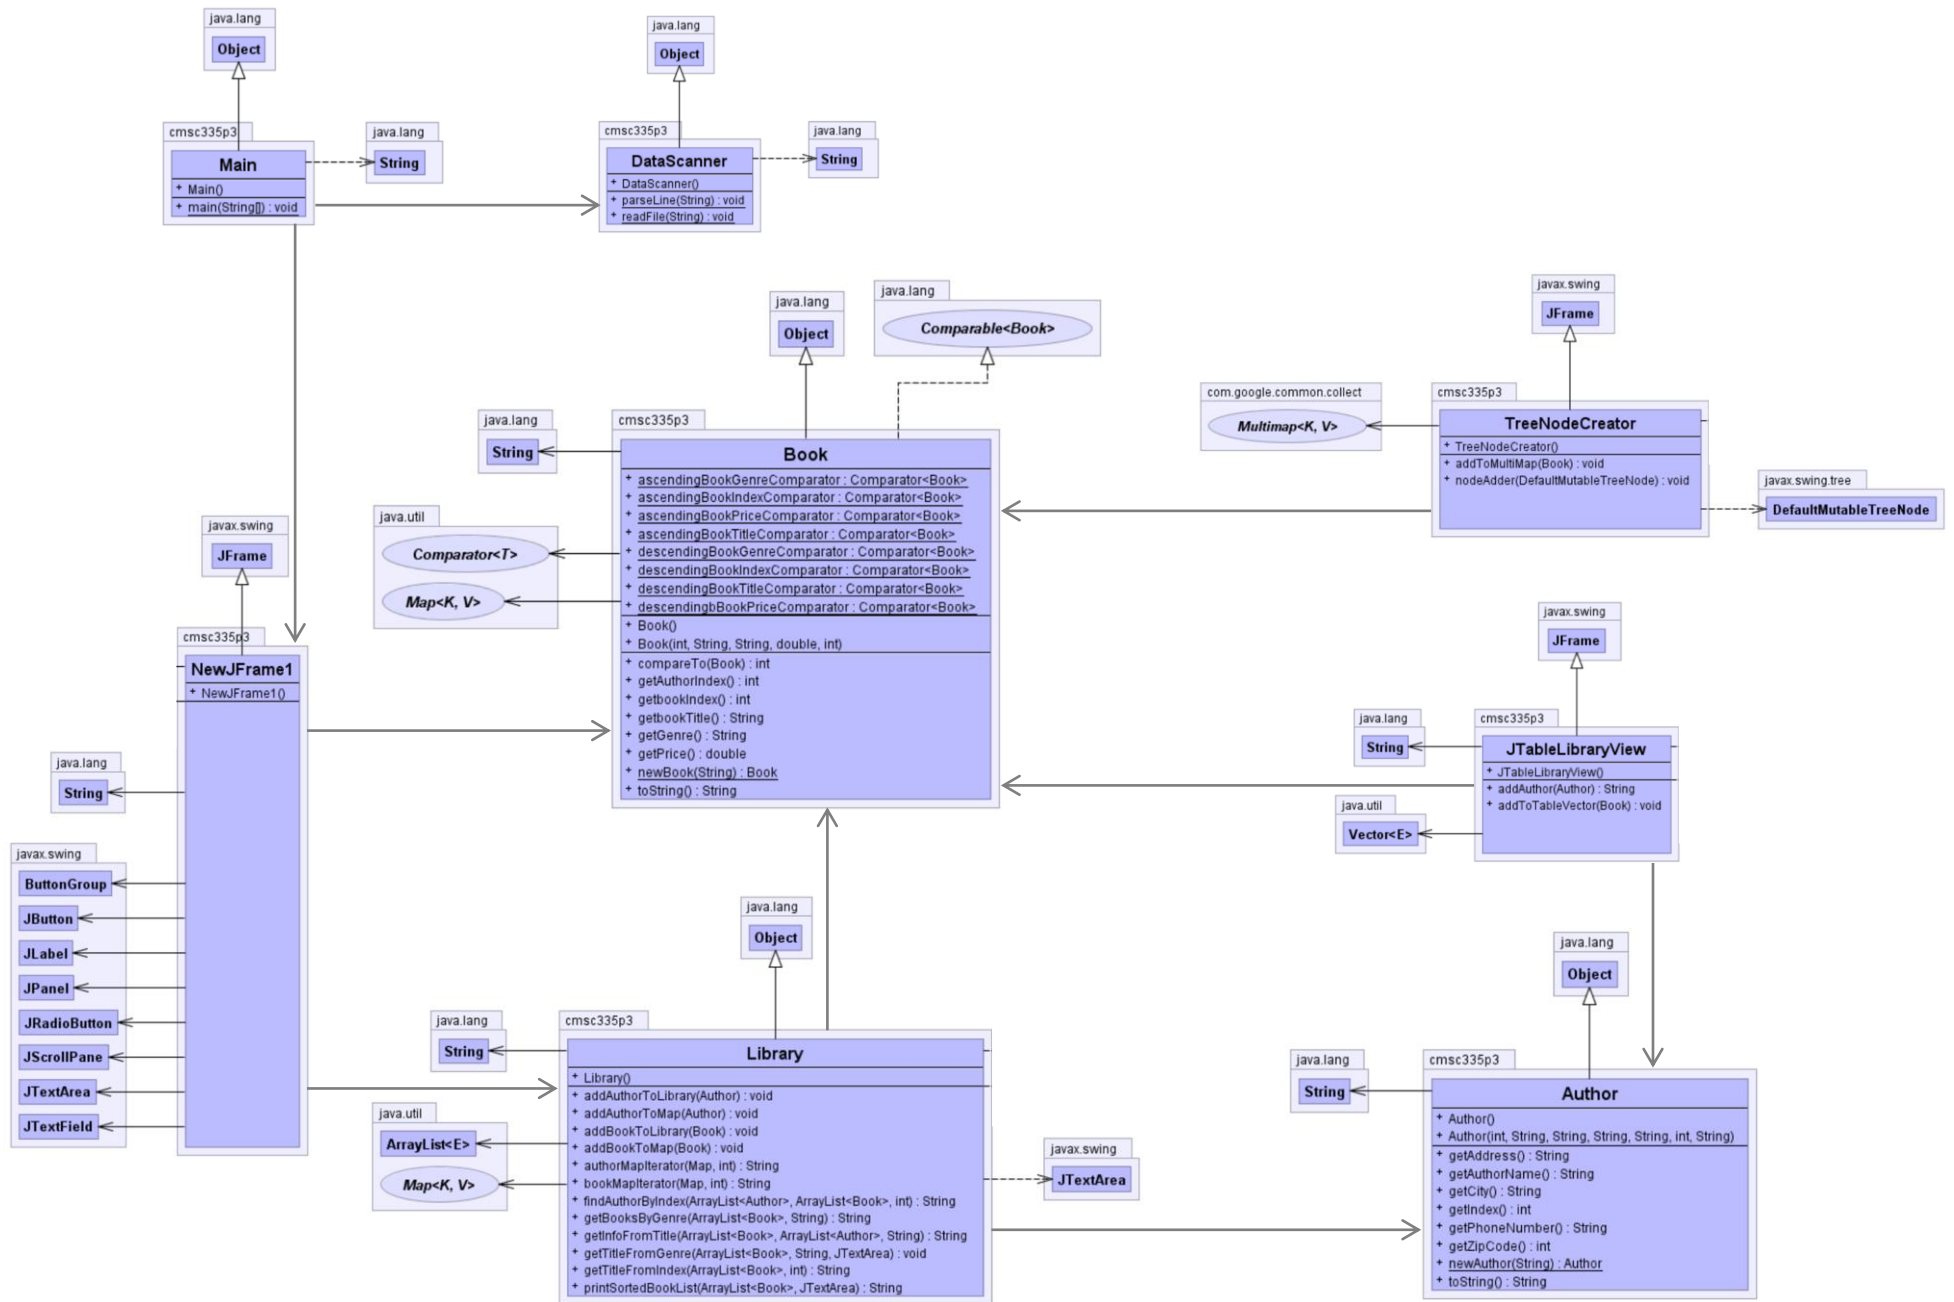 java.lang
Object
cmsc335p3
Main
+ Main()
+ main(String[]) : void
java.lang
String
java.lang
Object
cmsc335p3
DataScanner
+ DataScanner()
+ parseLine(String) : void
+ readFile(String) : void
java.lang
String
java.lang
Object
java.lang
Comparable<Book>
java.lang
String
java.util
Comparator<T>
Map<K, V>
cmsc335p3
Book
+ ascendingBookGenreComparator : Comparator<Book>
+ ascendingBookIndexComparator : Comparator<Book>
+ ascendingBookPriceComparator : Comparator<Book>
+ ascendingBookTitleComparator : Comparator<Book>
+ descendingBookGenreComparator : Comparator<Book>
+ descendingBookIndexComparator : Comparator<Book>
+ descendingBookTitleComparator : Comparator<Book>
+ descendingbBookPriceComparator : Comparator<Book>
+ Book()
+ Book(int, String, String, double, int)
+ compareTo(Book) : int
+ getAuthorIndex() : int
+ getbookIndex() : int
+ getbookTitle() : String
+ getGenre() : String
+ getPrice() : double
+ newBook(String) : Book
+ toString() : String
javax.swing
JFrame
com.google.common.collect
Multimap<K, V>
cmsc335p3
TreeNodeCreator
+ TreeNodeCreator()
+ addToMultiMap(Book) : void
+ nodeAdder(DefaultMutableTreeNode) : void
javax.swing.tree
DefaultMutableTreeNode
javax.swing
JFrame
cmsc335p3
NewJFrame1
+ NewJFrame1()
java.lang
String
javax.swing
ButtonGroup
JButton
JLabel
JPanel
JRadioButton
JScrollPane
JTextArea
JTextField
javax.swing
JFrame
java.lang
String
java.util
Vector<E>
cmsc335p3
JTableLibraryView
+ JTableLibraryView()
+ addAuthor(Author) : String
+ addToTableVector(Book) : void
java.lang
Object
java.lang
String
java.util
ArrayList<E>
Map<K, V>
cmsc335p3
Library
+ Library()
+ addAuthorToLibrary(Author) : void
+ addAuthorToMap(Author) : void
+ addBookToLibrary(Book) : void
+ addBookToMap(Book) : void
+ authorMapIterator(Map, int) : String
+ bookMapIterator(Map, int) : String
+ findAuthorByIndex(ArrayList<Author>, ArrayList<Book>, int) : String
+ getBooksByGenre(ArrayList<Book>, String) : String
+ getInfoFromTitle(ArrayList<Book>, ArrayList<Author>, String) : String
+ getTitleFromGenre(ArrayList<Book>, String, JTextArea) : void
+ getTitleFromIndex(ArrayList<Book>, int) : String
+ printSortedBookList(ArrayList<Book>, JTextArea) : String
javax.swing
JTextArea
java.lang
Object
java.lang
String
cmsc335p3
Author
+ Author()
+ Author(int, String, String, String, String, int, String)
+ getAddress() : String
+ getAuthorName() : String
+ getCity() : String
+ getIndex() : int
+ getPhoneNumber() : String
+ getZipCode() : int
+ newAuthor(String) : Author
+ toString() : String